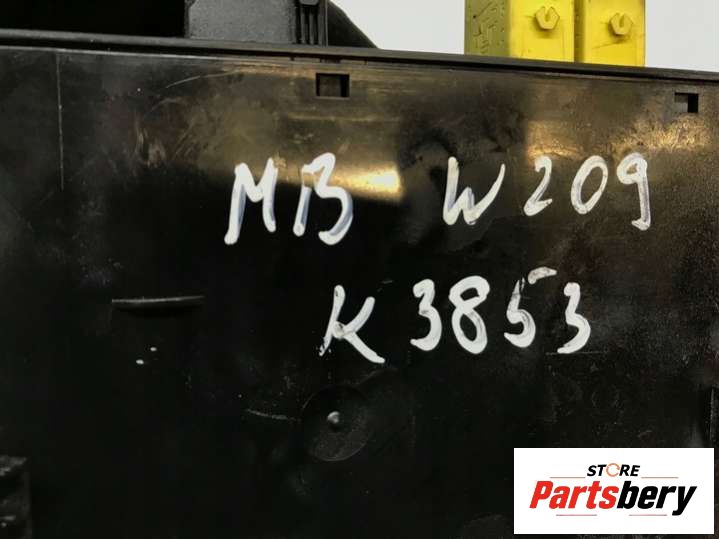 MB W209
K3853
STORE
Partsbery